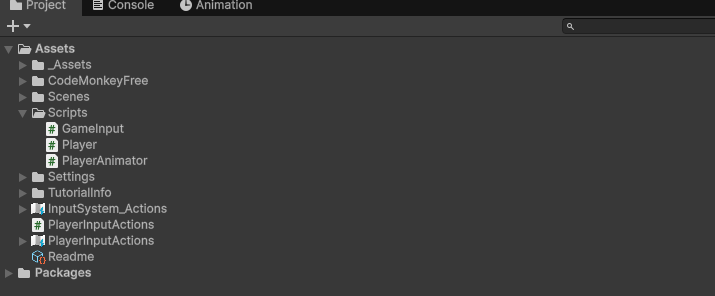 Project Console Animation
Assets
_Assets
CodeMonkeyFree
Scenes
Scripts
GameInput
Player
PlayerAnimator
Settings
TutorialInfo
InputSystem_Actions
PlayerInputActions
PlayerInputActions
Readme
Packages